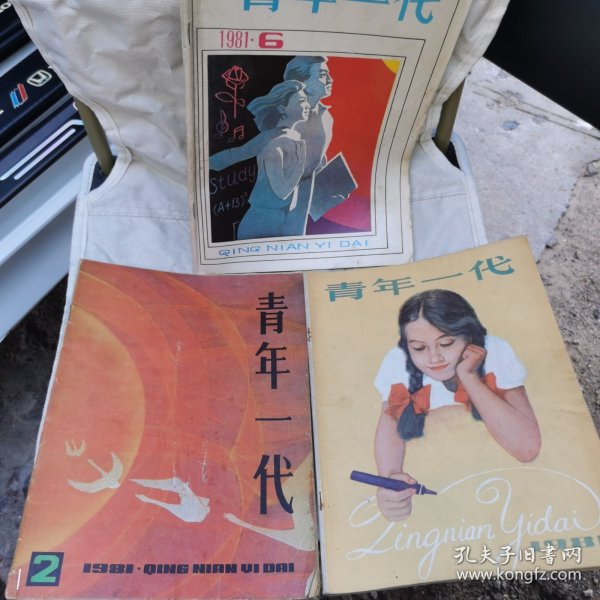 青年一代
1981·6
Study
(A+B)²
QING NIAN YI DAI
青年一代
2
1981·QING NIAN YI DAI
青年一代
Qingnian Yidai
198
孔夫子旧书网
www.kongfz.com